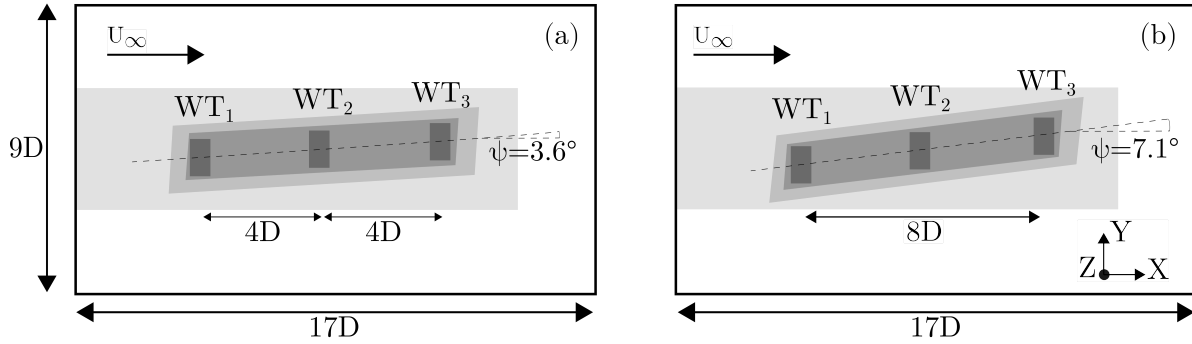 U∞
(a)
WT₁
WT₂
WT₃
ψ=3.6°
9D
4D
4D
17D
U∞
(b)
WT₁
WT₂
WT₃
ψ=7.1°
8D
Y
Z
X
17D